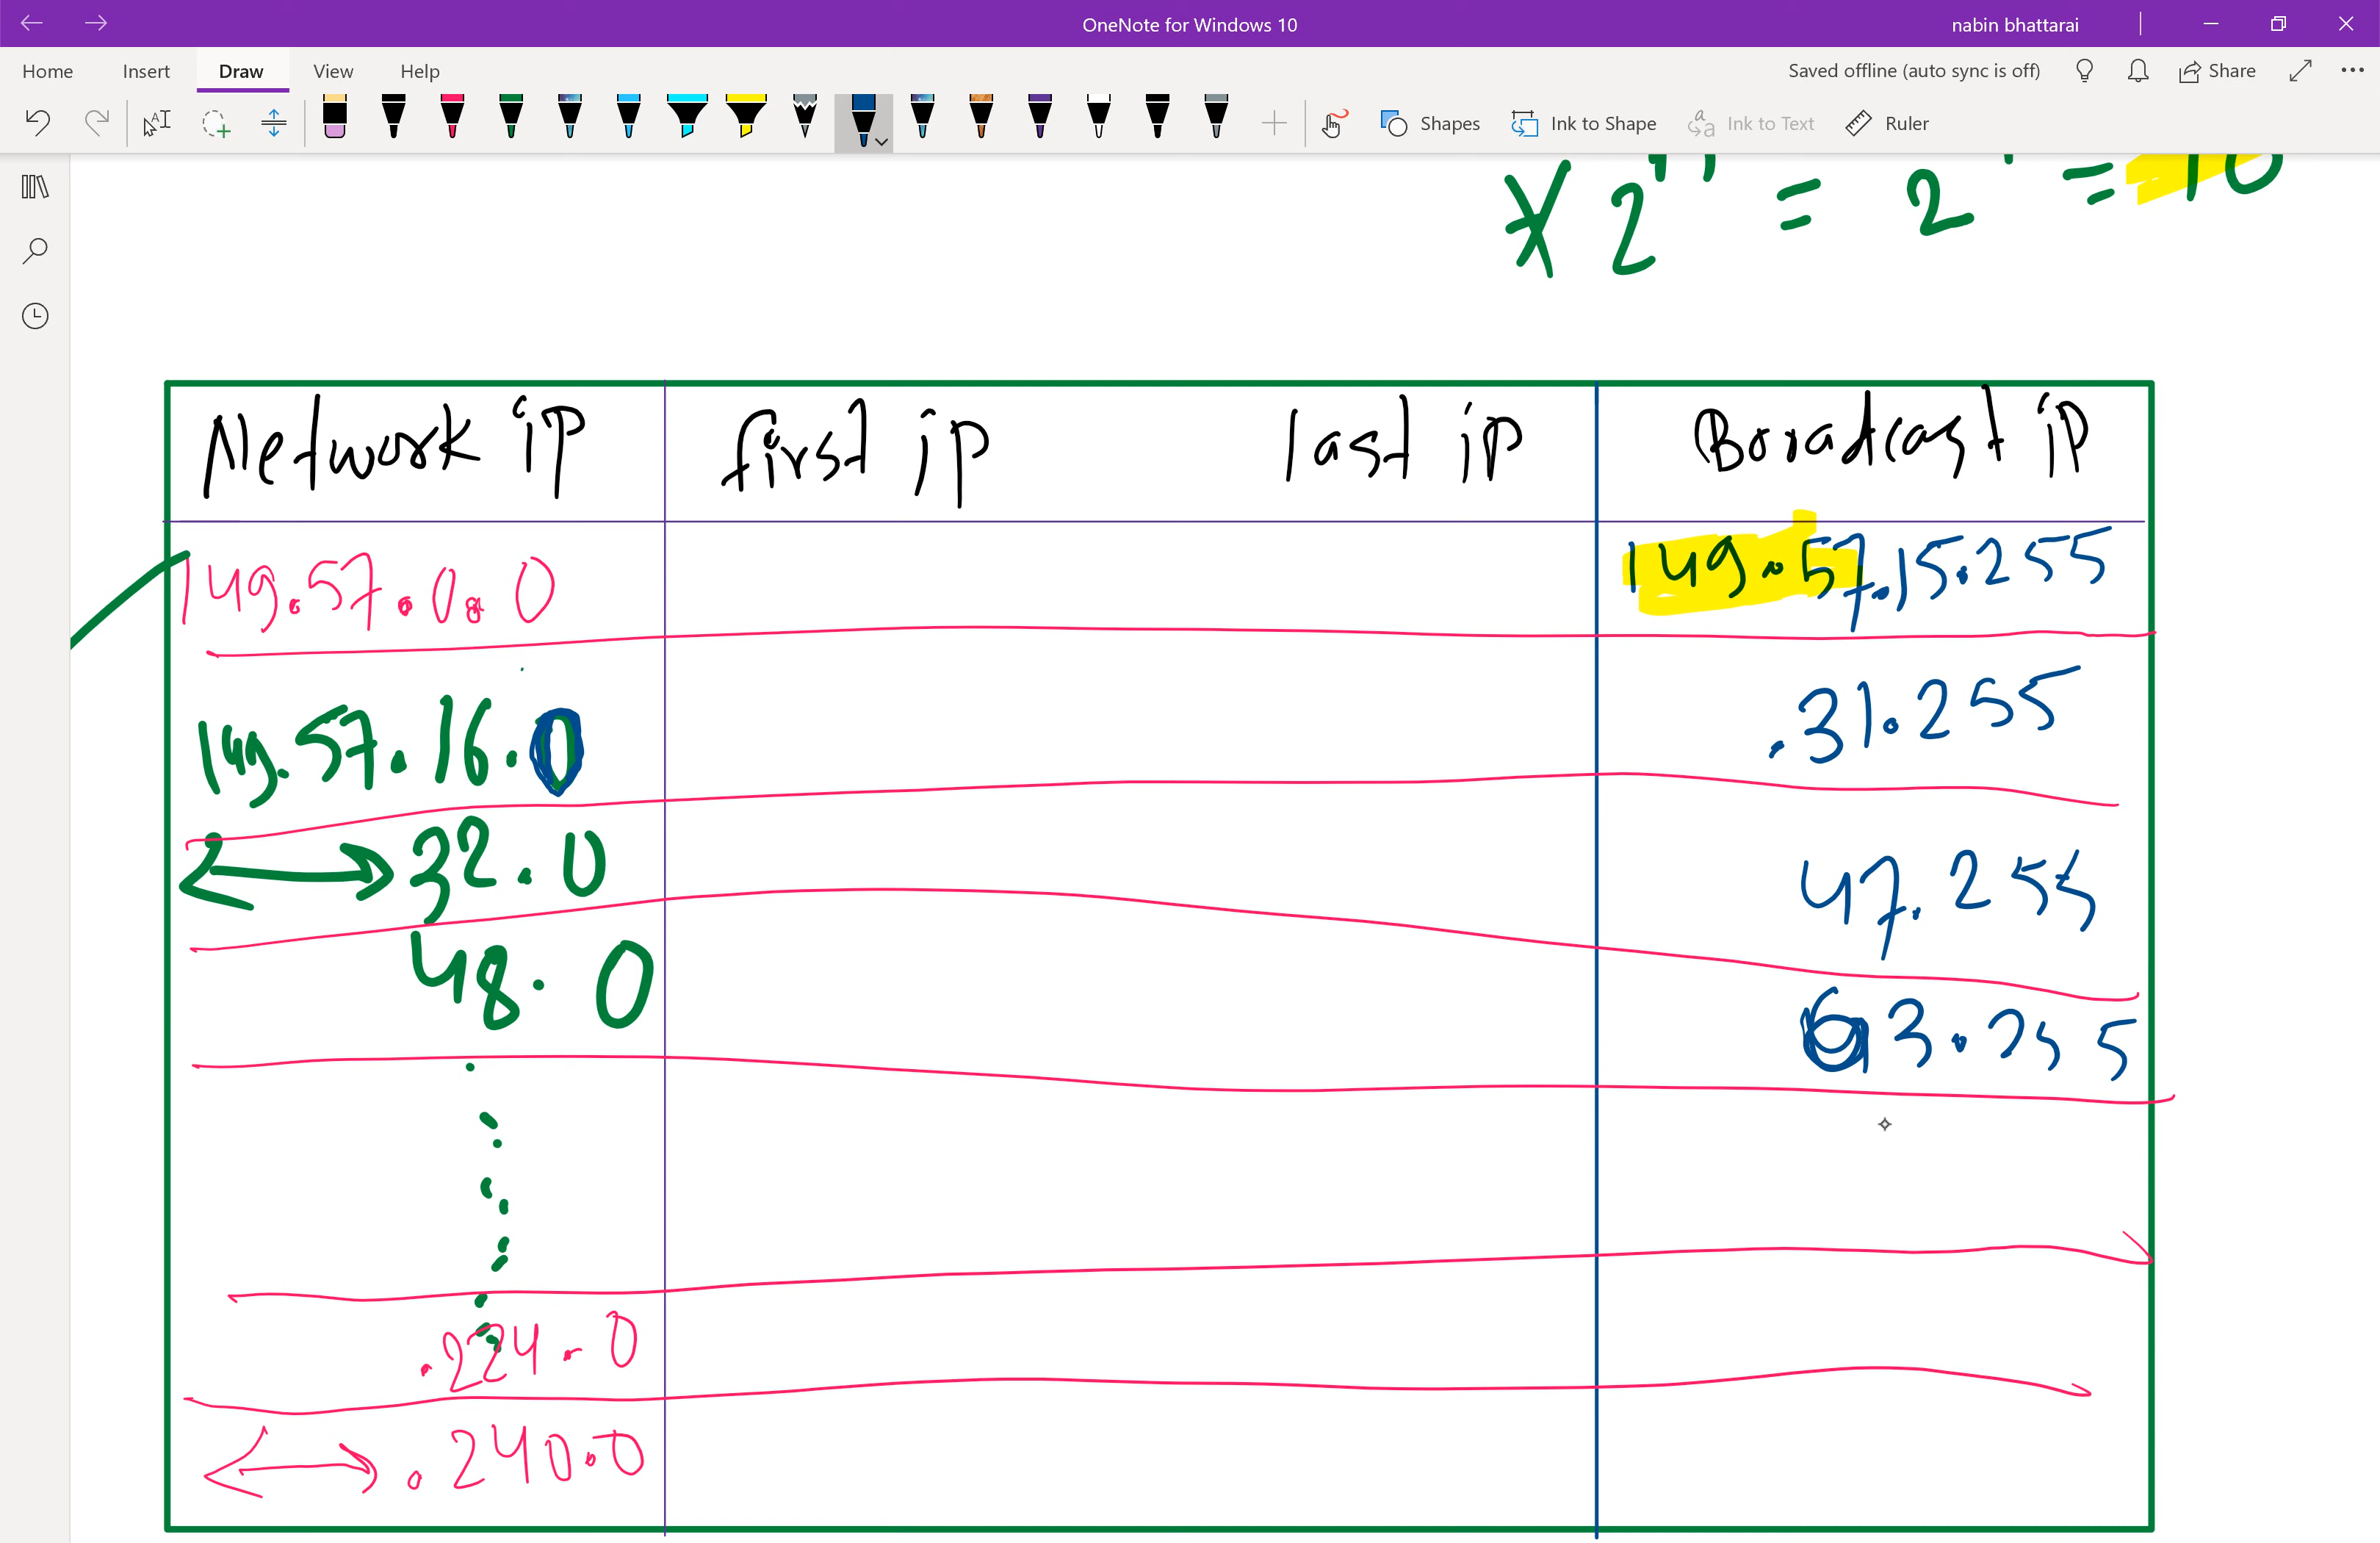 OneNote for Windows 10
nabin bhattarai
Home Insert Draw View Help
Saved offline (auto sync is off) Share
Shapes Ink to Shape Ink to Text Ruler
* 2 = 2 = 16
Network iP first ip last iP Boradcast iP
149.57.0.0 149.57.15.255
149.57.16.0 .31.255
32.0 47.255
48.0 63.255
.224.0
.240.0